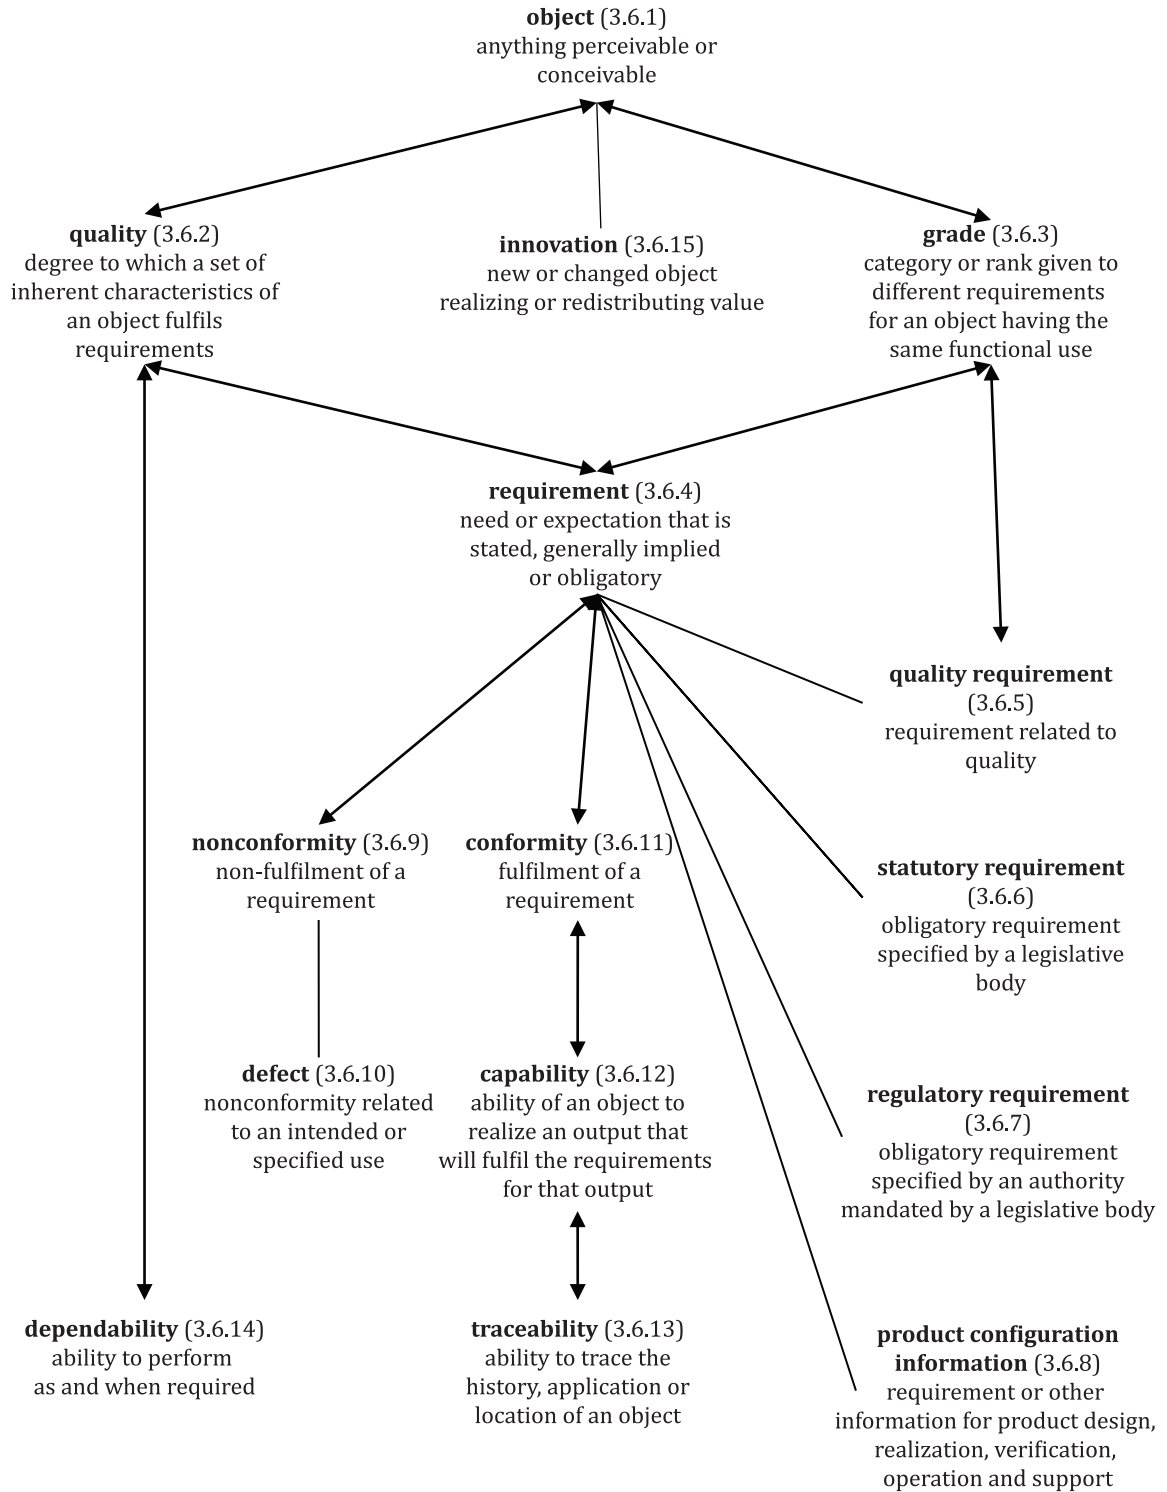 object (3.6.1)
anything perceivable or
conceivable
quality (3.6.2)
degree to which a set of
inherent characteristics of
an object fulfils
requirements
innovation (3.6.15)
new or changed object
realizing or redistributing value
grade (3.6.3)
category or rank given to
different requirements
for an object having the
same functional use
requirement (3.6.4)
need or expectation that is
stated, generally implied
or obligatory
quality requirement
(3.6.5)
requirement related to
quality
nonconformity (3.6.9)
non-fulfilment of a
requirement
conformity (3.6.11)
fulfilment of a
requirement
statutory requirement
(3.6.6)
obligatory requirement
specified by a legislative
body
defect (3.6.10)
nonconformity related
to an intended or
specified use
capability (3.6.12)
ability of an object to
realize an output that
will fulfil the requirements
for that output
regulatory requirement
(3.6.7)
obligatory requirement
specified by an authority
mandated by a legislative body
dependability (3.6.14)
ability to perform
as and when required
traceability (3.6.13)
ability to trace the
history, application or
location of an object
product configuration
information (3.6.8)
requirement or other
information for product design,
realization, verification,
operation and support